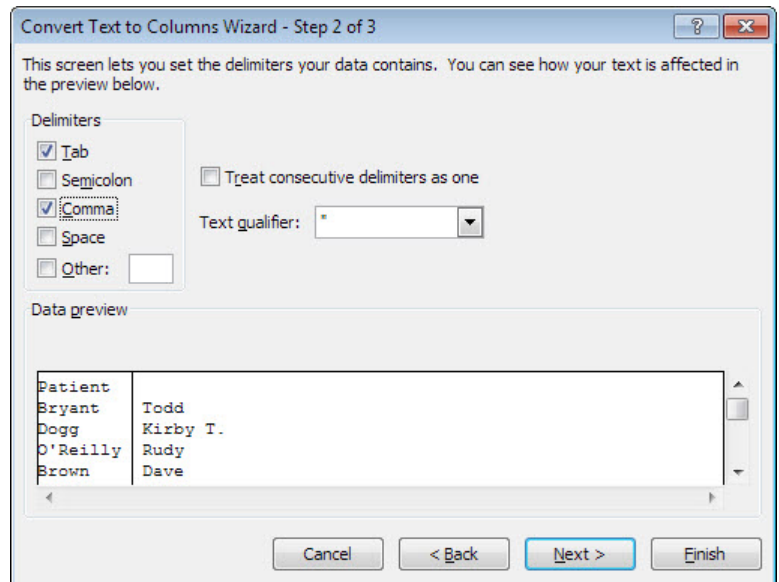 Convert Text to Columns Wizard - Step 2 of 3
This screen lets you set the delimiters your data contains. You can see how your text is affected in
the preview below.
Delimiters
Tab
Semicolon
Comma
Space
Other:
Treat consecutive delimiters as one
Text qualifier: "
Data preview
Patient
Bryant Todd
Dogg Kirby T.
O'Reilly Rudy
Brown Dave
Cancel < Back Next > Finish